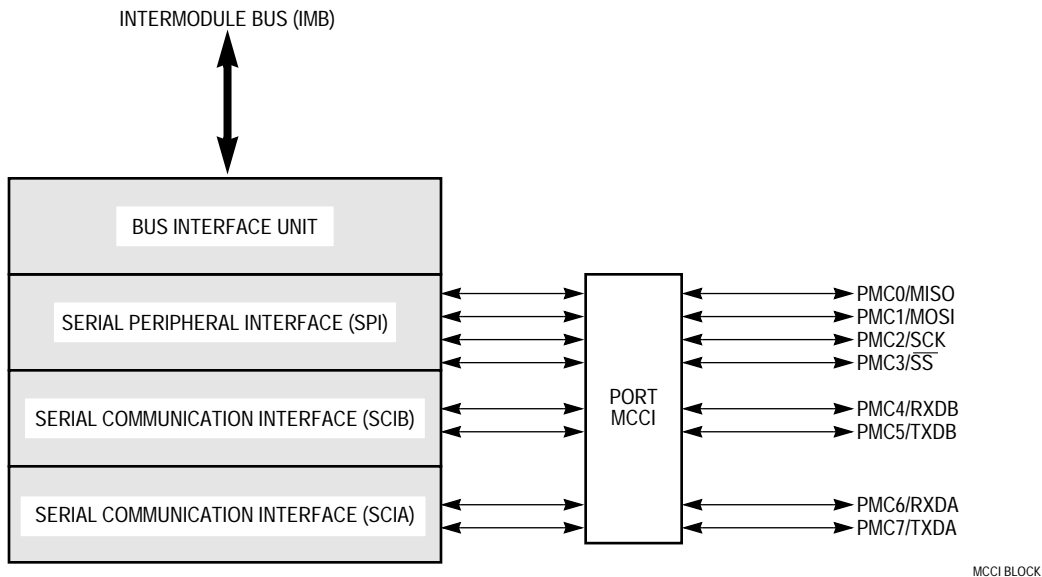 INTERMODULE BUS (IMB)
BUS INTERFACE UNIT
SERIAL PERIPHERAL INTERFACE (SPI)
SERIAL COMMUNICATION INTERFACE (SCIB)
SERIAL COMMUNICATION INTERFACE (SCIA)
PORT
MCCI
PMC0/MISO
PMC1/MOSI
PMC2/SCK
PMC3/S̅S̅
PMC4/RXDB
PMC5/TXDB
PMC6/RXDA
PMC7/TXDA
MCCI BLOCK